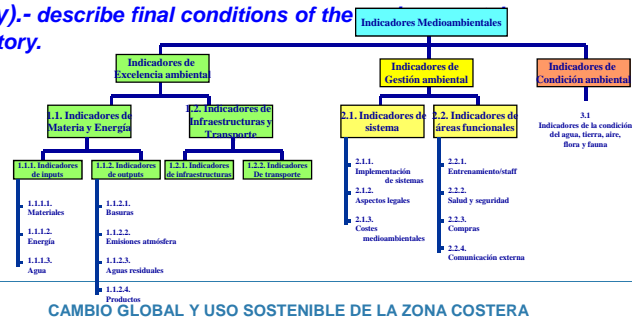 y).- describe final conditions of the
tory.
Indicadores Medioambientales
Indicadores de
Excelencia ambiental
Indicadores de
Gestión ambiental
Indicadores de
Condición ambiental
1.1. Indicadores de
Materia y Energía
1.2. Indicadores de
Infraestructuras y
Transporte
2.1. Indicadores de
sistema
2.2. Indicadores de
áreas funcionales
3.1
Indicadores de la condición
del agua, tierra, aire,
flora y fauna
1.1.1. Indicadores
de inputs
1.1.2. Indicadores
de outputs
1.2.1. Indicadores
de infraestructuras
1.2.2. Indicadores
De transporte
1.1.1.1.
Materiales
1.1.1.2.
Energía
1.1.1.3.
Agua
1.1.2.1.
Basuras
1.1.2.2.
Emisiones atmósfera
1.1.2.3.
Aguas residuales
1.1.2.4.
Productos
2.1.1.
Implementación
de sistemas
2.1.2.
Aspectos legales
2.1.3.
Costes
medioambientales
2.2.1.
Entrenamiento/staff
2.2.2.
Salud y seguridad
2.2.3.
Compras
2.2.4.
Comunicación externa
CAMBIO GLOBAL Y USO SOSTENIBLE DE LA ZONA COSTERA